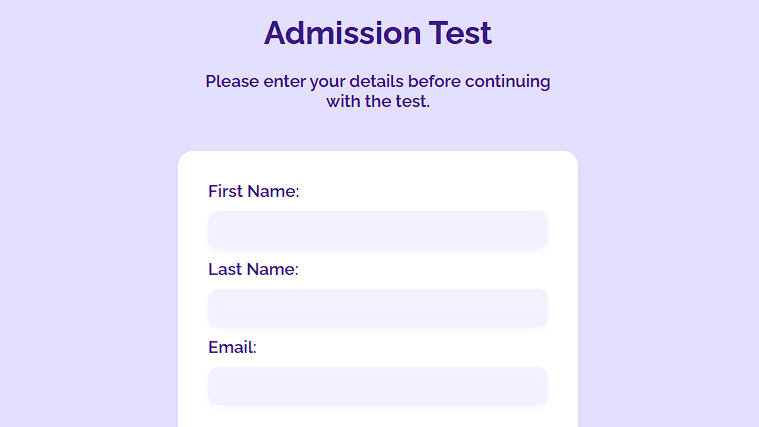 Admission Test
Please enter your details before continuing
with the test.
First Name:
Last Name:
Email: